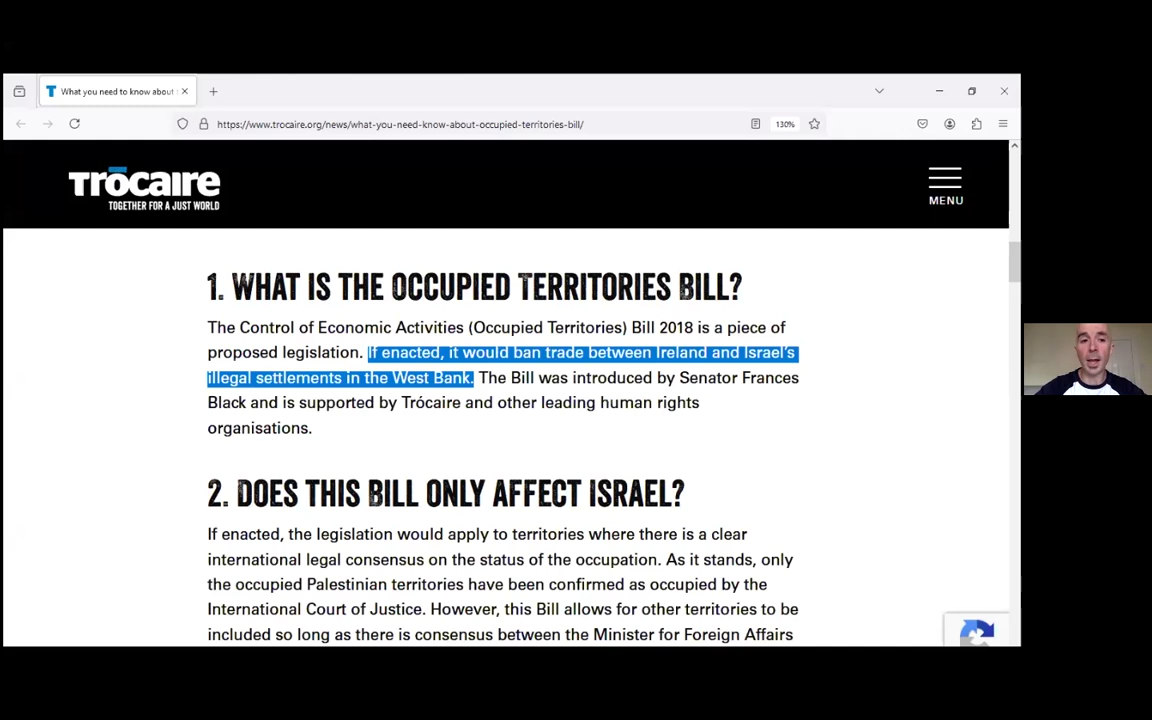 What you need to know about
https://www.trocaire.org/news/what-you-need-know-about-occupied-territories-bill/
130%
Trócaire
TOGETHER FOR A JUST WORLD
MENU
1. WHAT IS THE OCCUPIED TERRITORIES BILL?
The Control of Economic Activities (Occupied Territories) Bill 2018 is a piece of
proposed legislation. If enacted, it would ban trade between Ireland and Israel's
illegal settlements in the West Bank. The Bill was introduced by Senator Frances
Black and is supported by Trócaire and other leading human rights
organisations.
2. DOES THIS BILL ONLY AFFECT ISRAEL?
If enacted, the legislation would apply to territories where there is a clear
international legal consensus on the status of the occupation. As it stands, only
the occupied Palestinian territories have been confirmed as occupied by the
International Court of Justice. However, this Bill allows for other territories to be
included so long as there is consensus between the Minister for Foreign Affairs